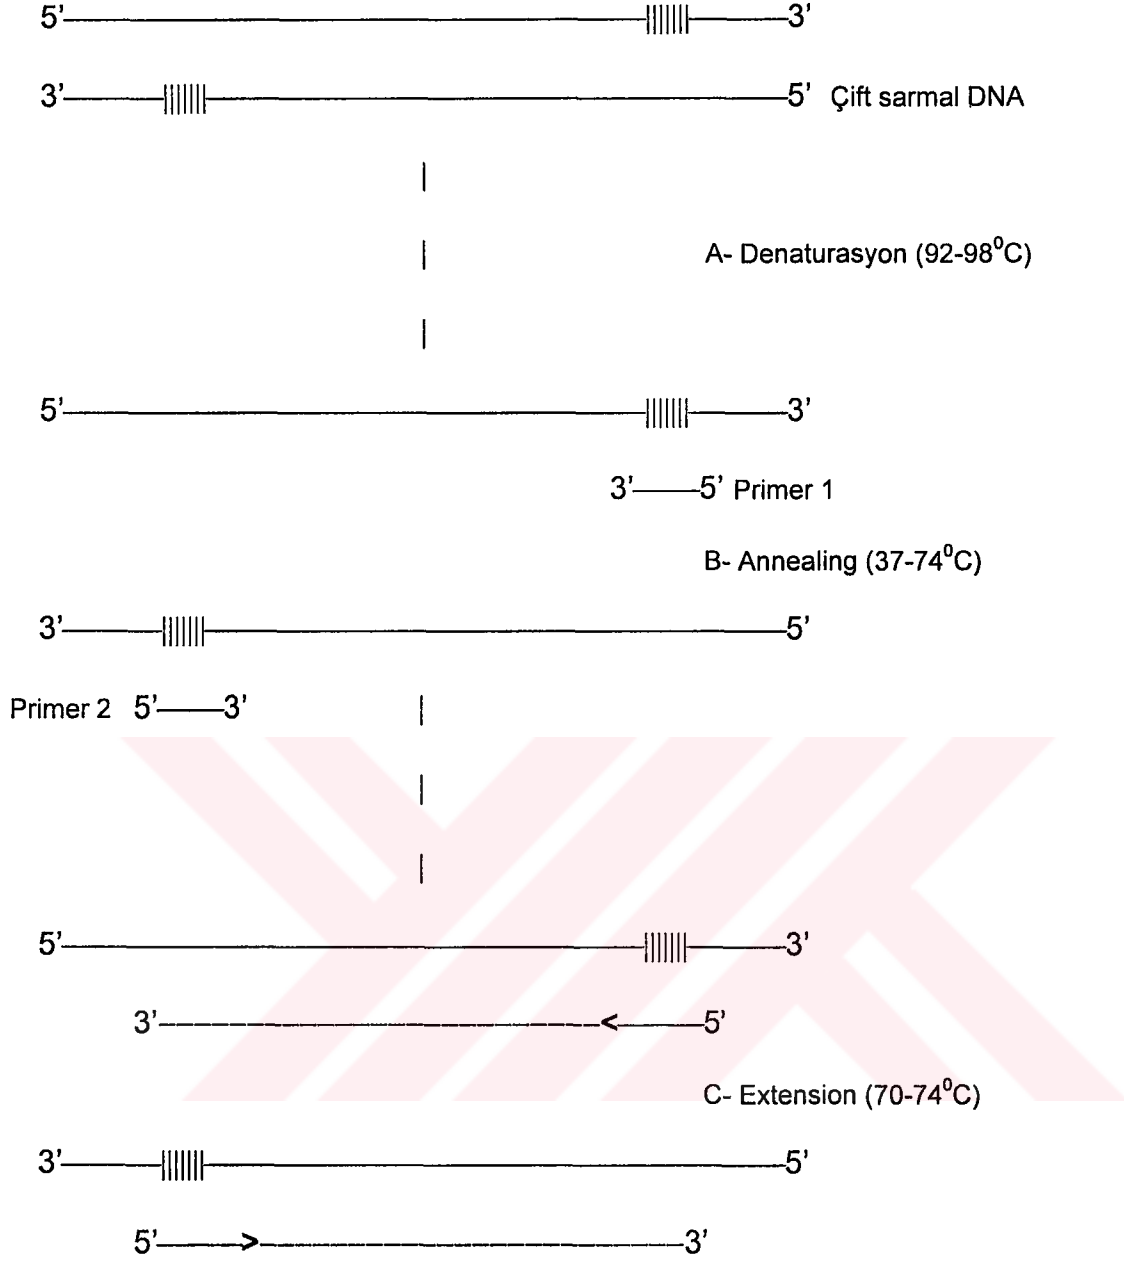 5' 3'
3' 5' Çift sarmal DNA
A- Denaturasyon (92-98⁰C)
5' 3'
3' 5' Primer 1
B- Annealing (37-74⁰C)
3' 5'
Primer 2 5' 3'
5' 3'
3' < 5'
C- Extension (70-74⁰C)
3' 5'
5' > 3'